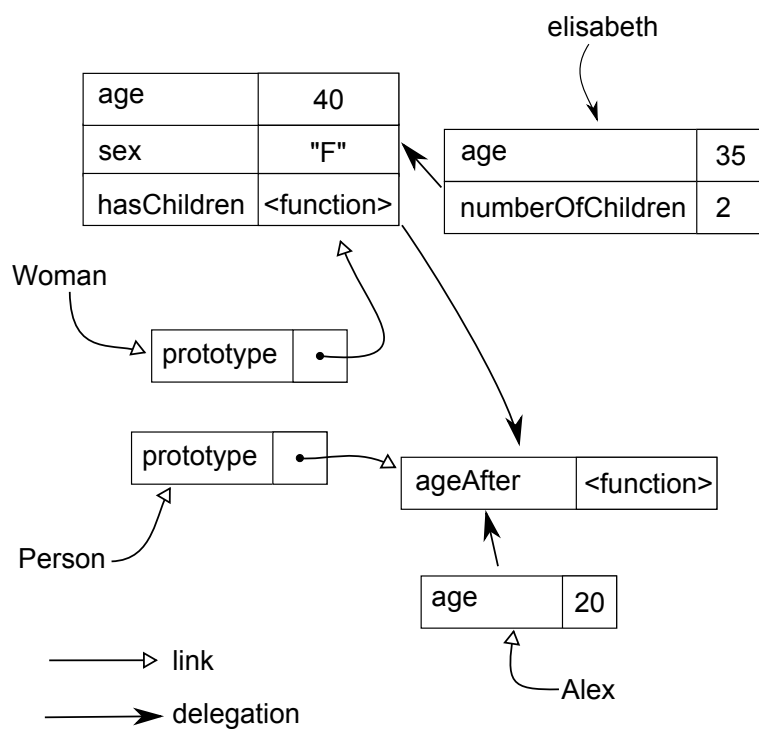 elisabeth
age 40
sex "F"
hasChildren <function>
age 35
numberOfChildren 2
Woman
prototype
prototype
ageAfter <function>
Person
age 20
link
Alex
delegation